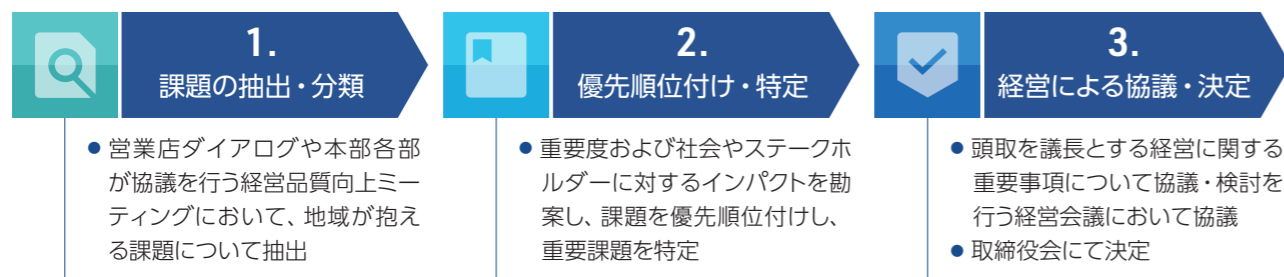 1.
課題の抽出・分類
● 営業店ダイアログや本部各部
が協議を行う経営品質向上ミー
ティングにおいて、地域が抱え
る課題について抽出
2.
優先順位付け・特定
● 重要度および社会やステークホ
ルダーに対するインパクトを勘
案し、課題を優先順位付けし、
重要課題を特定
3.
経営による協議・決定
● 頭取を議長とする経営に関する
重要事項について協議・検討を
行う経営会議において協議
● 取締役会にて決定